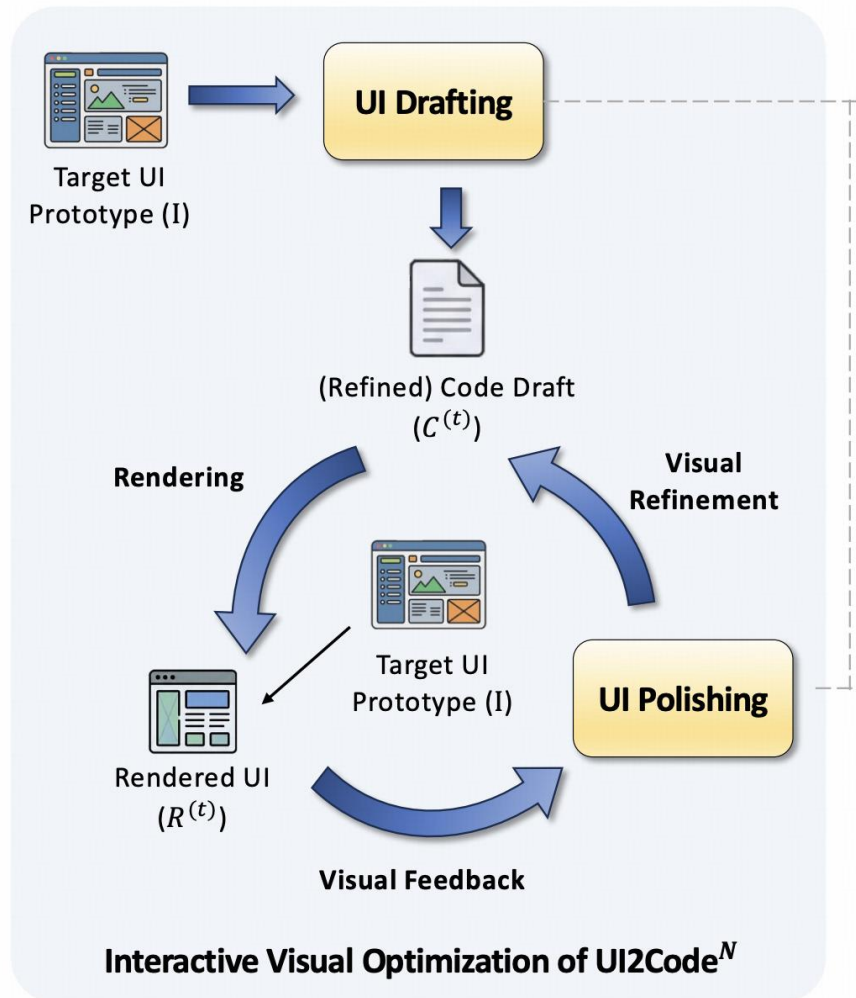 UI Drafting
Target UI
Prototype (I)
(Refined) Code Draft
(C^(t))
Rendering
Visual
Refinement
Target UI
Prototype (I)
UI Polishing
Rendered UI
(R^(t))
Visual Feedback
Interactive Visual Optimization of UI2Code^N